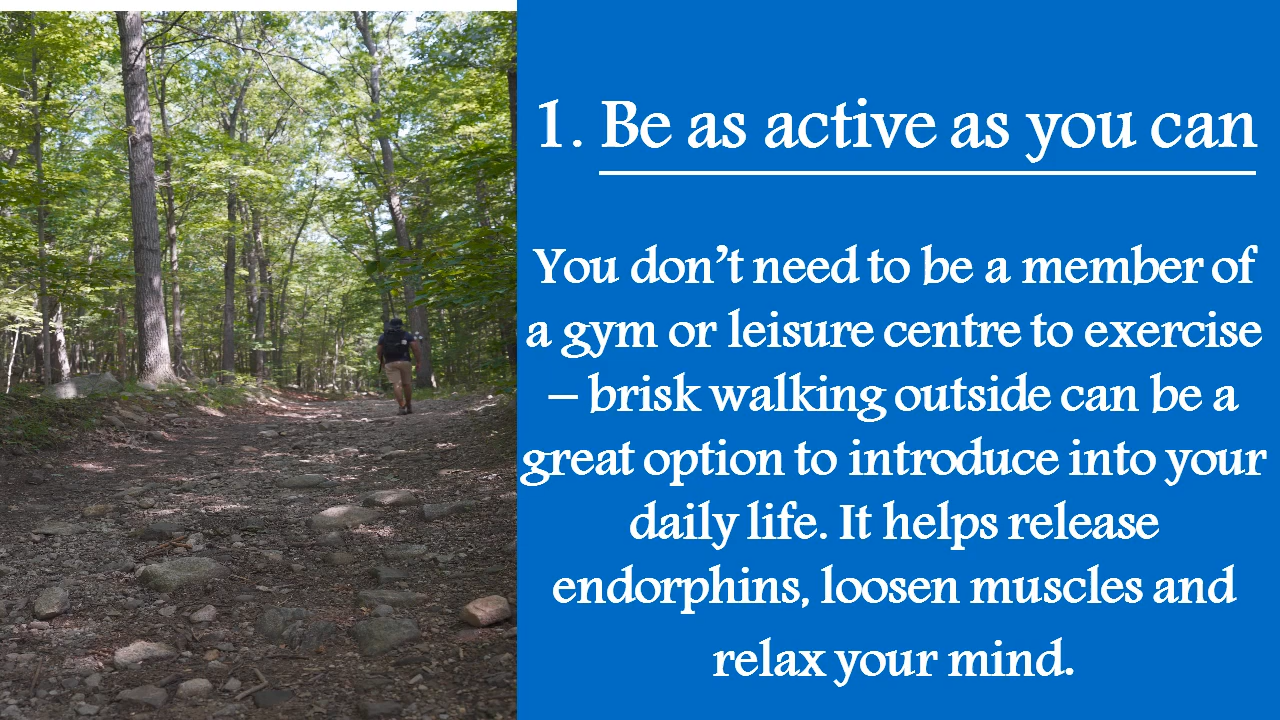 1. Be as active as you can
You don’t need to be a member of
a gym or leisure centre to exercise
– brisk walking outside can be a
great option to introduce into your
daily life. It helps release
endorphins, loosen muscles and
relax your mind.